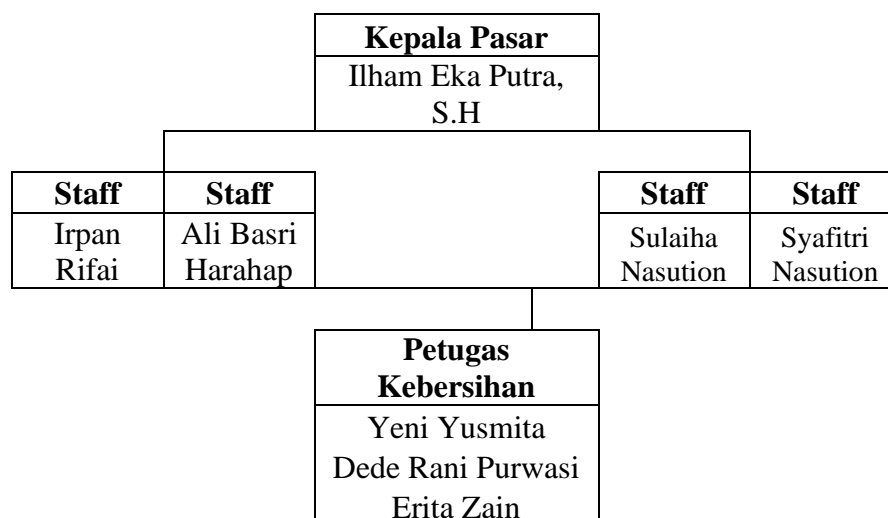 Kepala Pasar
Ilham Eka Putra,
S.H
Staff
Irpan
Rifai
Staff
Ali Basri
Harahap
Staff
Sulaiha
Nasution
Staff
Syafitri
Nasution
Petugas
Kebersihan
Yeni Yusmita
Dede Rani Purwasi
Erita Zain